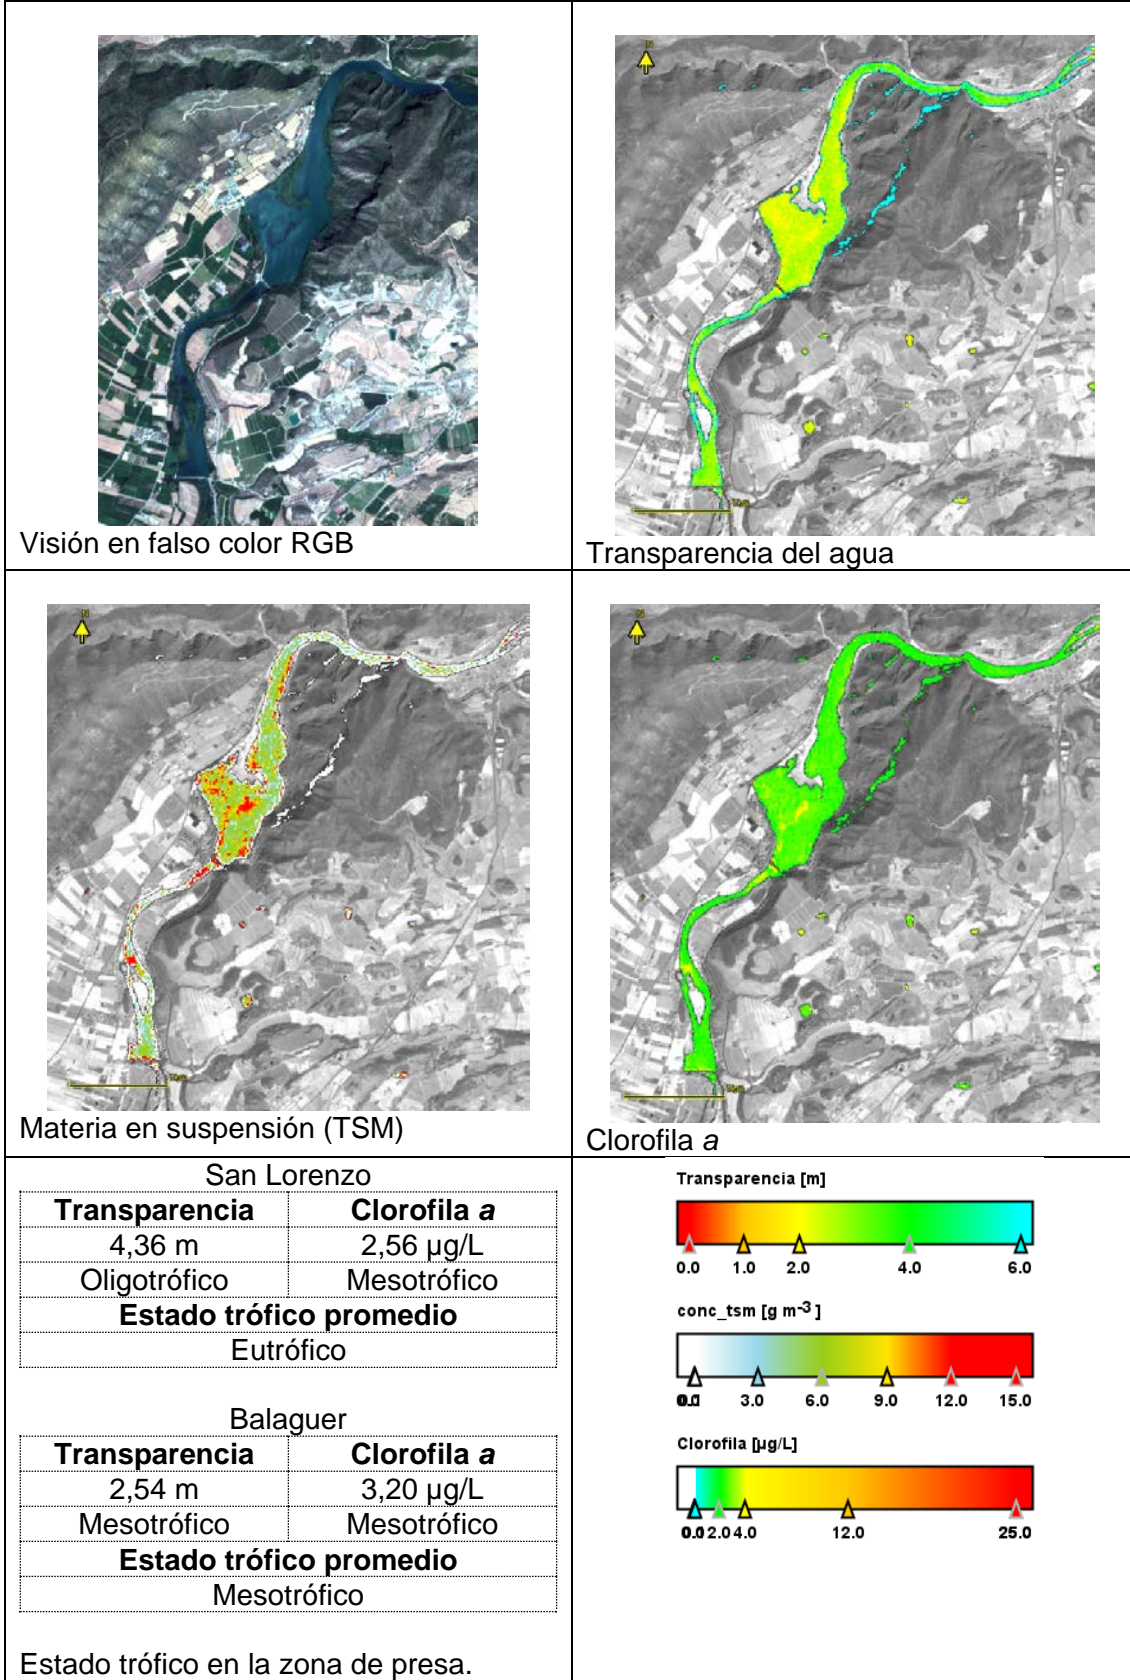 Visión en falso color RGB
N
Transparencia del agua
N
Materia en suspensión (TSM)
N
Clorofila a
San Lorenzo
Transparencia Clorofila a
4,36 m 2,56 µg/L
Oligotrófico Mesotrófico
Estado trófico promedio
Eutrófico
Balaguer
Transparencia Clorofila a
2,54 m 3,20 µg/L
Mesotrófico Mesotrófico
Estado trófico promedio
Mesotrófico
Estado trófico en la zona de presa.
Transparencia [m]
0.0 1.0 2.0 4.0 6.0
conc_tsm [g m-3 ]
3.0 6.0 9.0 12.0 15.0
Clorofila [µg/L]
2.0 4.0 12.0 25.0